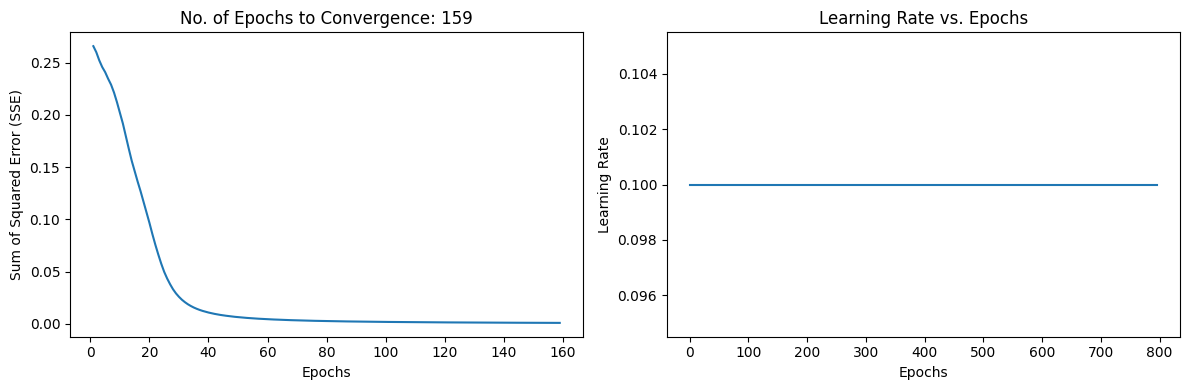 No. of Epochs to Convergence: 159
Sum of Squared Error (SSE)
0.25
0.20
0.15
0.10
0.05
0.00
0 20 40 60 80 100 120 140 160
Epochs
Learning Rate vs. Epochs
Learning Rate
0.104
0.102
0.100
0.098
0.096
0 100 200 300 400 500 600 700 800
Epochs